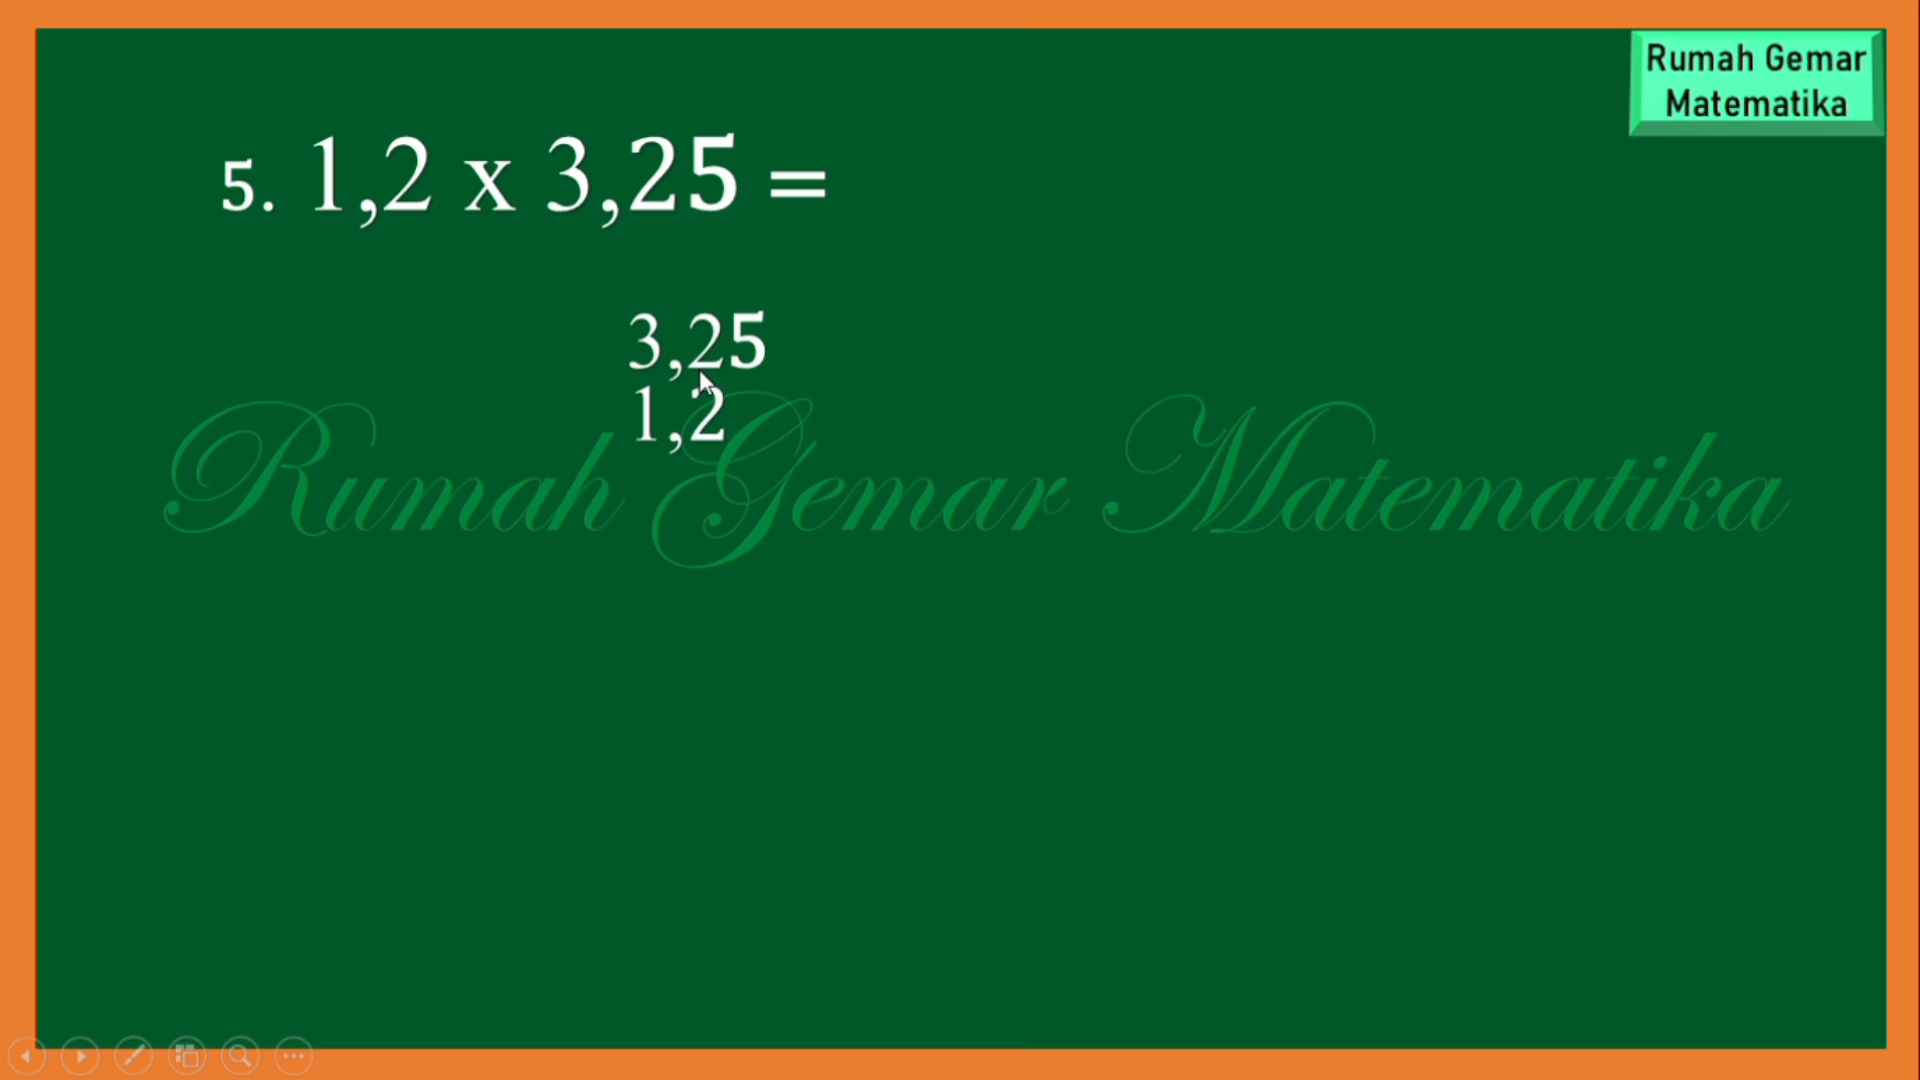 Rumah Gemar
Matematika
5. 1,2 x 3,25 =
3,25
1,2
Rumah Gemar Matematika